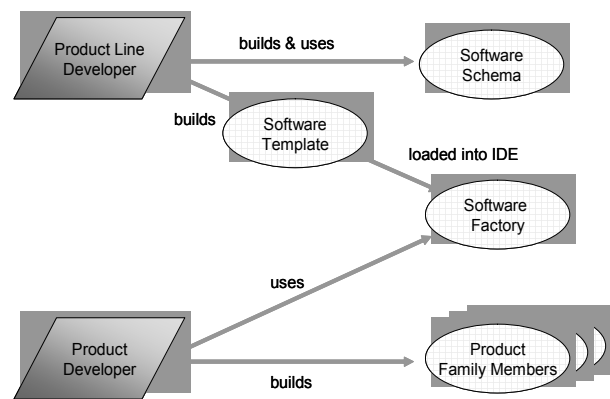 Product Line
Developer
builds & uses
Software
Schema
builds
Software
Template
loaded into IDE
Software
Factory
uses
Product
Developer
builds
Product
Family Members